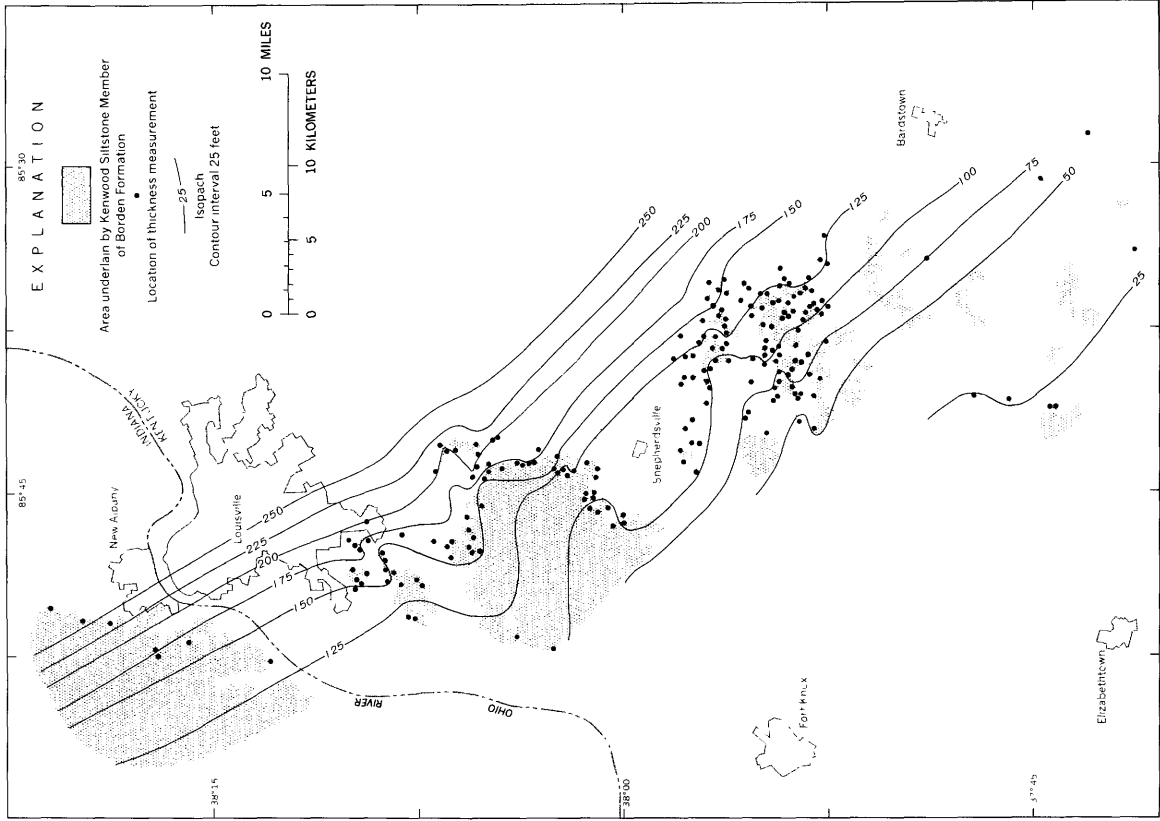 EXPLANATION
Area underlain by Kenwood Siltstone Member
of Borden Formation
Location of thickness measurement
25
Isopach
Contour interval 25 feet
0 5 10 MILES
0 5 10 KILOMETERS
85°30
85°45
38°15
38°00
37°45
INDIANA
KENTUCKY
New Albany
Louisville
RIVER
OHIO
Shepherdsville
Bardstown
Fort Knox
Elizabethtown
250
225
200
175
150
125
250
225
200
175
150
125
100
75
50
25